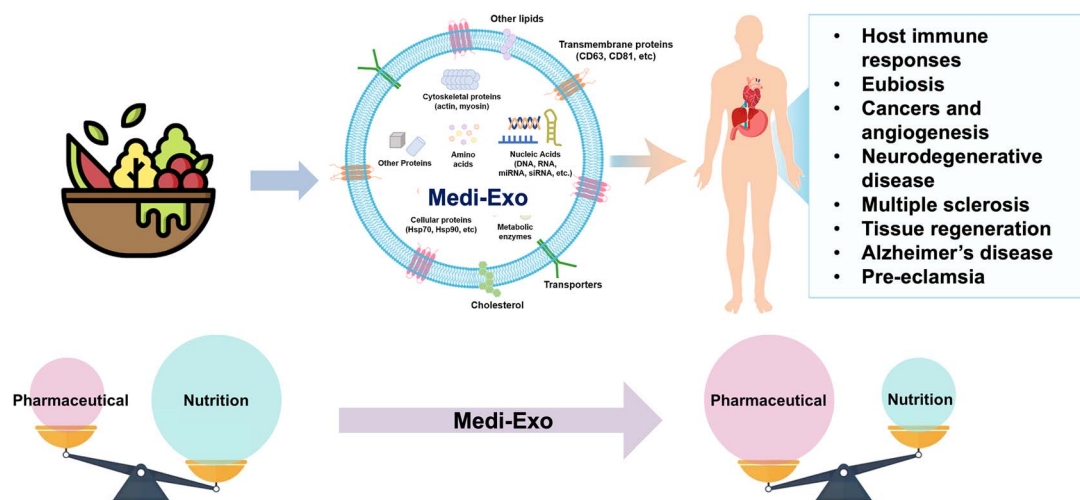 Other lipids
Transmembrane proteins
(CD63, CD81, etc)
Cytoskeletal proteins
(actin, myosin)
Other Proteins
Amino
acids
Nucleic Acids
(DNA, RNA,
miRNA, siRNA, etc.)
Medi-Exo
Cellular proteins
(Hsp70, Hsp90, etc)
Metabolic
enzymes
Transporters
Cholesterol
• Host immune
responses
• Eubiosis
• Cancers and
angiogenesis
• Neurodegenerative
disease
• Multiple sclerosis
• Tissue regeneration
• Alzheimer's disease
• Pre-eclamsia
Pharmaceutical
Nutrition
Medi-Exo
Pharmaceutical
Nutrition